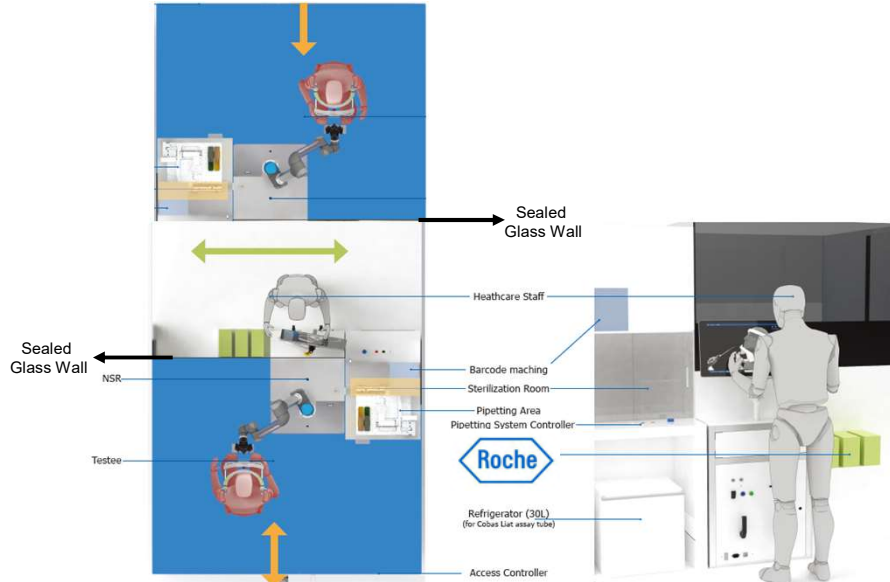 Sealed
Glass Wall
Heathcare Staff
Sealed
Glass Wall
Barcode maching
NSR
Sterilization Room
Pipetting Area
Pipetting System Controller
Testee
Roche
Refrigerator (30L)
(for Cobas Liat assay tube)
Access Controller